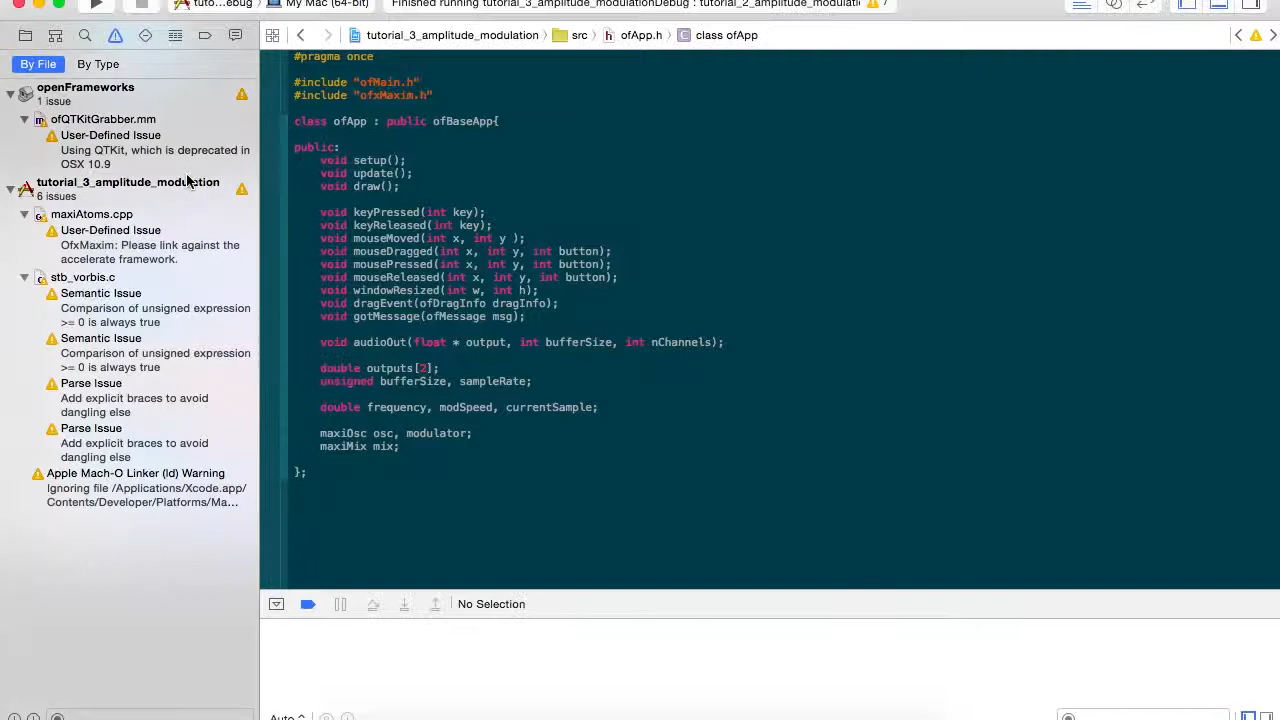 tuto...ebug
My Mac (64-bit)
Finished running tutorial_3_amplitude_modulationDebug : tutorial_2_amplitude_modulati
7
tutorial_3_amplitude_modulation
src
ofApp.h
class ofApp
By File
By Type
openFrameworks
1 issue
ofQTKitGrabber.mm
User-Defined Issue
Using QTKit, which is deprecated in
OSX 10.9
tutorial_3_amplitude_modulation
6 issues
maxiAtoms.cpp
User-Defined Issue
OfxMaxim: Please link against the
accelerate framework.
stb_vorbis.c
Semantic Issue
Comparison of unsigned expression
>= 0 is always true
Semantic Issue
Comparison of unsigned expression
>= 0 is always true
Parse Issue
Add explicit braces to avoid
dangling else
Parse Issue
Add explicit braces to avoid
dangling else
Apple Mach-O Linker (ld) Warning
Ignoring file /Applications/Xcode.app/
Contents/Developer/Platforms/Ma...
#pragma once
#include "ofMain.h"
#include "ofxMaxim.h"
class ofApp : public ofBaseApp{
public:
void setup();
void update();
void draw();
void keyPressed(int key);
void keyReleased(int key);
void mouseMoved(int x, int y );
void mouseDragged(int x, int y, int button);
void mousePressed(int x, int y, int button);
void mouseReleased(int x, int y, int button);
void windowResized(int w, int h);
void dragEvent(ofDragInfo dragInfo);
void gotMessage(ofMessage msg);
void audioOut(float * output, int bufferSize, int nChannels);
double outputs[2];
unsigned bufferSize, sampleRate;
double frequency, modSpeed, currentSample;
maxiOsc osc, modulator;
maxiMix mix;
};
No Selection
Auto